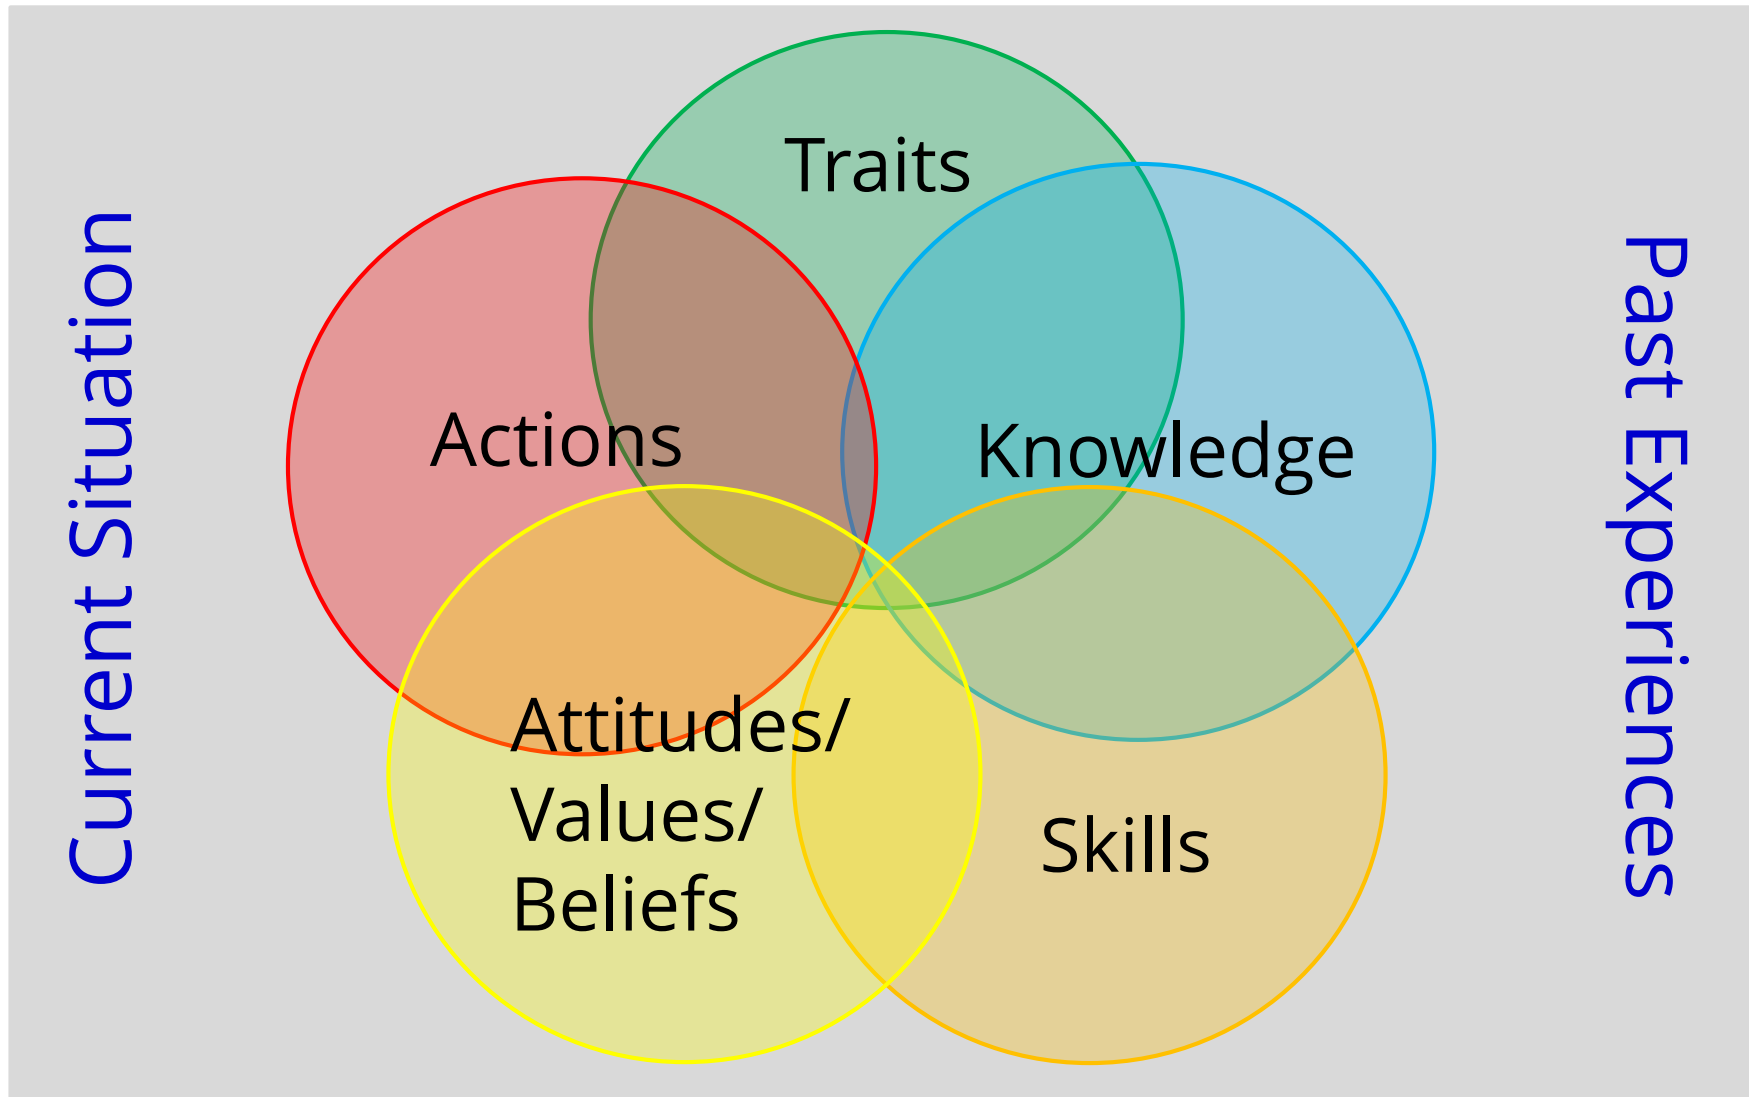 Traits
Actions
Knowledge
Attitudes/
Values/
Beliefs
Skills
Current Situation
Past Experiences